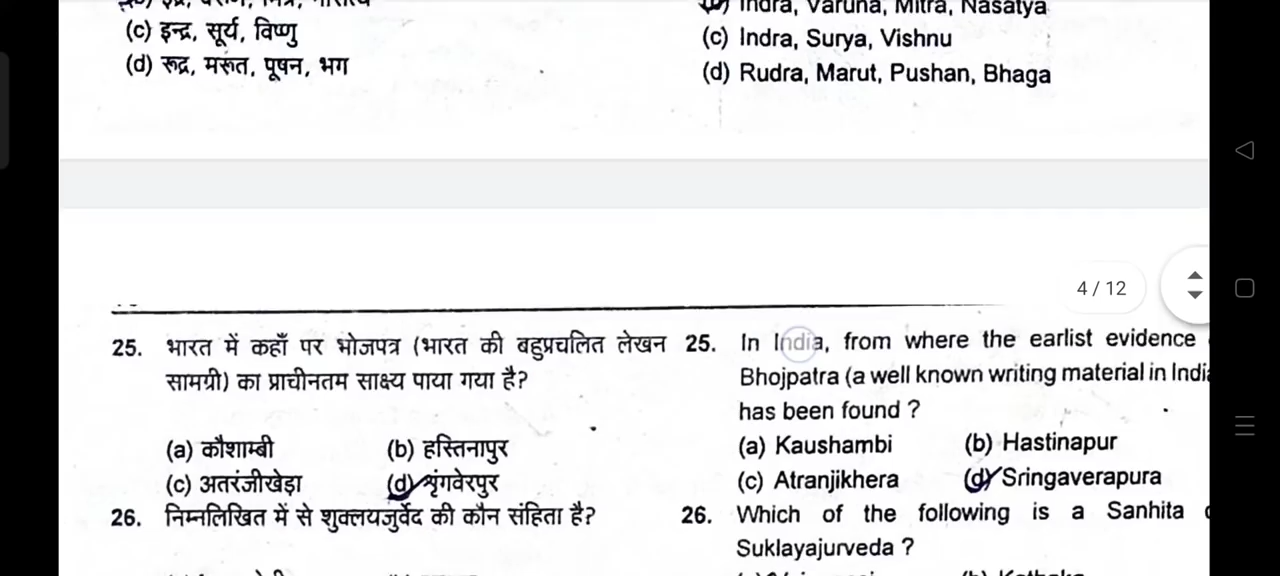 Indra, Varuna, Mitra, Nasatya
(c) इन्द्र, सूर्य, विष्णु
(c) Indra, Surya, Vishnu
(d) रूद्र, मरूत, पूषन, भग
(d) Rudra, Marut, Pushan, Bhaga
4 / 12
25. भारत में कहाँ पर भोजपत्र (भारत की बहुप्रचलित लेखन
सामग्री) का प्राचीनतम साक्ष्य पाया गया है?
(a) कौशाम्बी (b) हस्तिनापुर
(c) अतरंजीखेड़ा (d) श्रृंगवेरपुर
26. निम्नलिखित में से शुक्लयजुर्वेद की कौन संहिता है?
25. In India, from where the earlist evidence
Bhojpatra (a well known writing material in Indi
has been found ?
(a) Kaushambi (b) Hastinapur
(c) Atranjikhera (d) Sringaverapura
26. Which of the following is a Sanhita
Suklayajurveda ?